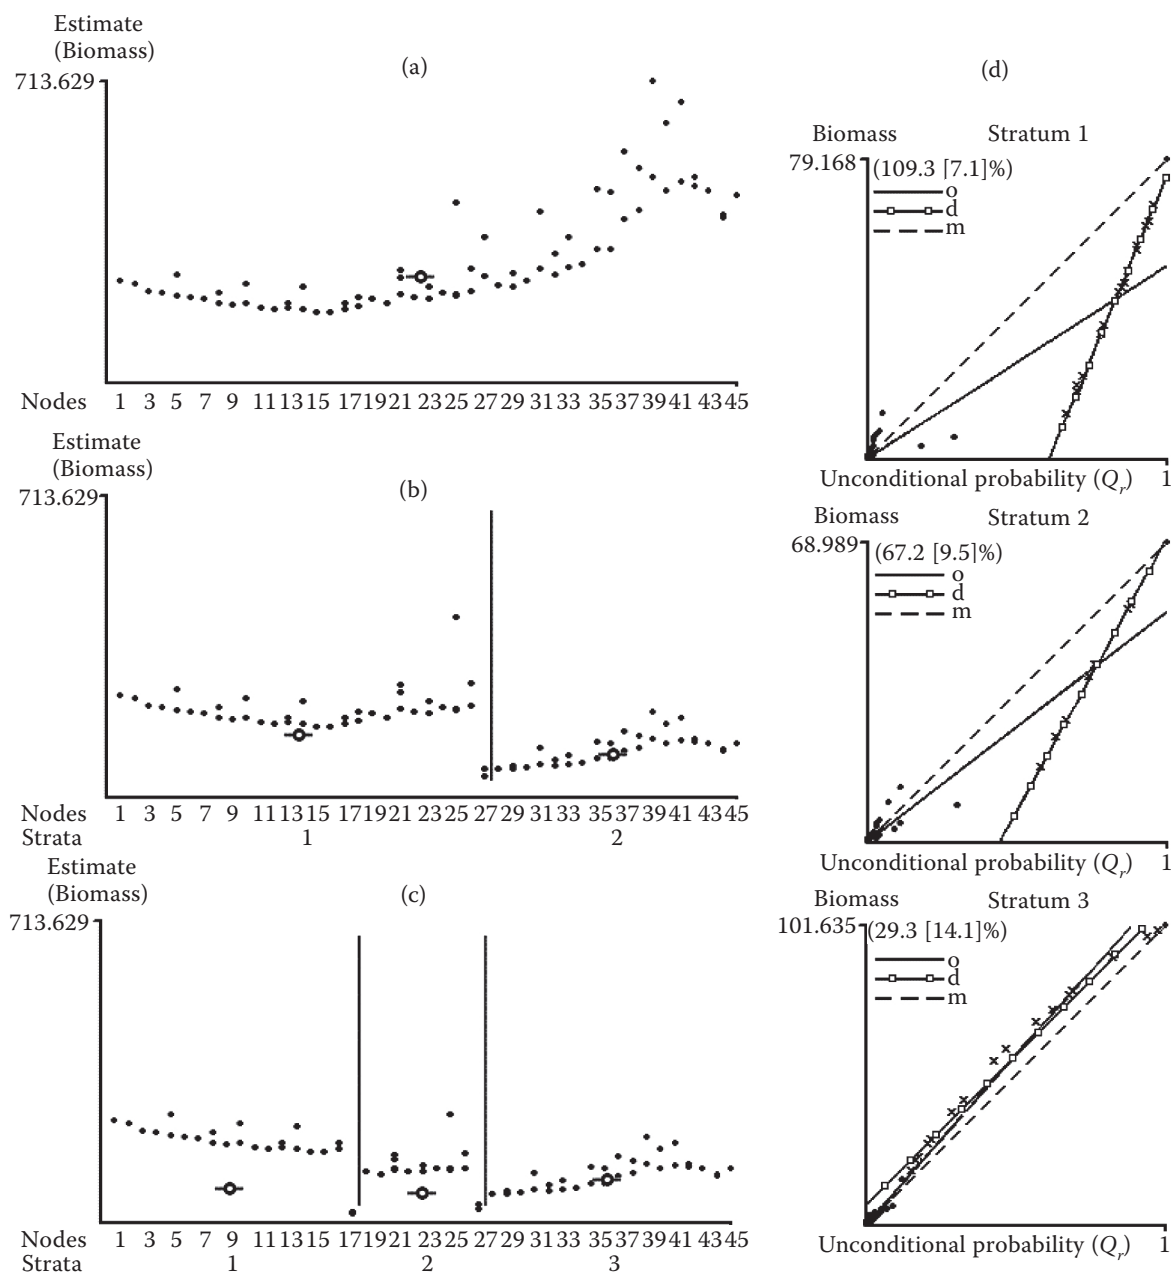 Estimate
(Biomass)
(a)
713.629
Nodes 1 3 5 7 9 11 13 15 17 19 21 23 25 27 29 31 33 35 37 39 41 43 45
Estimate
(Biomass)
(b)
713.629
Nodes 1 3 5 7 9 11 13 15 17 19 21 23 25 27 29 31 33 35 37 39 41 43 45
Strata 1 2
Estimate
(Biomass)
(c)
713.629
Nodes 1 3 5 7 9 11 13 15 17 19 21 23 25 27 29 31 33 35 37 39 41 43 45
Strata 1 2 3
(d)
Biomass Stratum 1
79.168
(109.3 [7.1]%)
o
d
m
Unconditional probability (Qr) 1
Biomass Stratum 2
68.989
(67.2 [9.5]%)
o
d
m
Unconditional probability (Qr) 1
Biomass Stratum 3
101.635
(29.3 [14.1]%)
o
d
m
Unconditional probability (Qr) 1